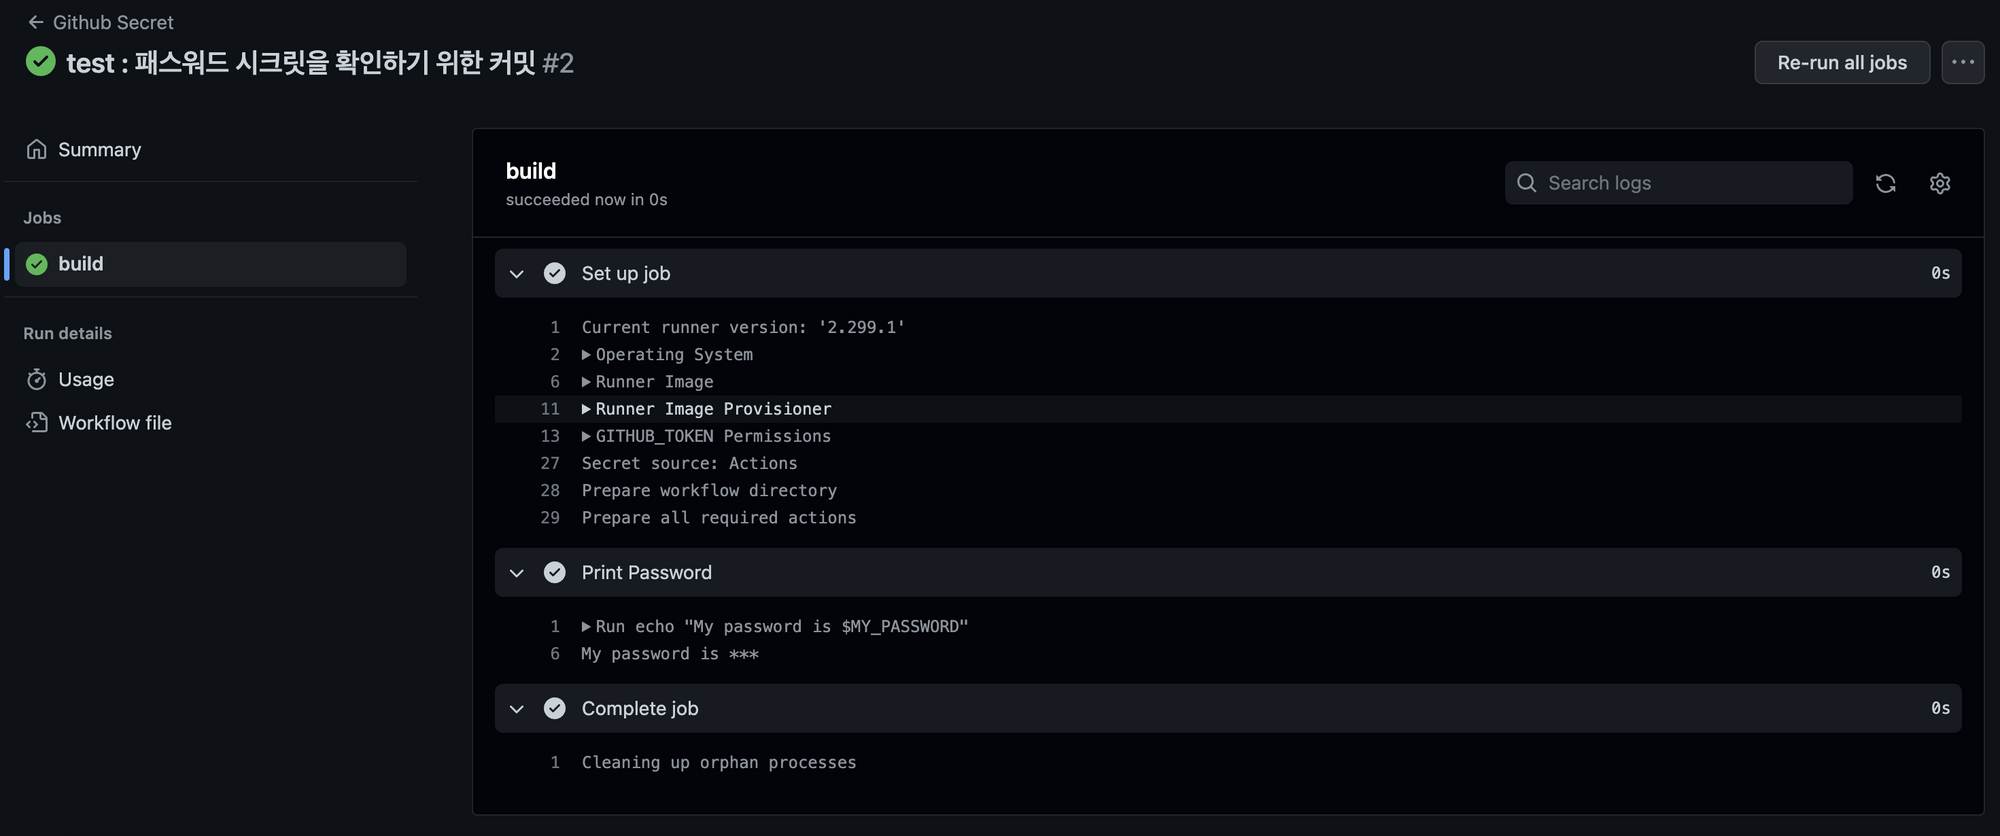 ← Github Secret
test : 패스워드 시크릿을 확인하기 위한 커밋 #2
Re-run all jobs
···
Summary
Jobs
build
Run details
Usage
Workflow file
build
succeeded now in 0s
Search logs
Set up job 0s
1 Current runner version: '2.299.1'
2 ▶Operating System
6 ▶Runner Image
11 ▶Runner Image Provisioner
13 ▶GITHUB_TOKEN Permissions
27 Secret source: Actions
28 Prepare workflow directory
29 Prepare all required actions
Print Password 0s
1 ▶Run echo "My password is $MY_PASSWORD"
6 My password is ***
Complete job 0s
1 Cleaning up orphan processes